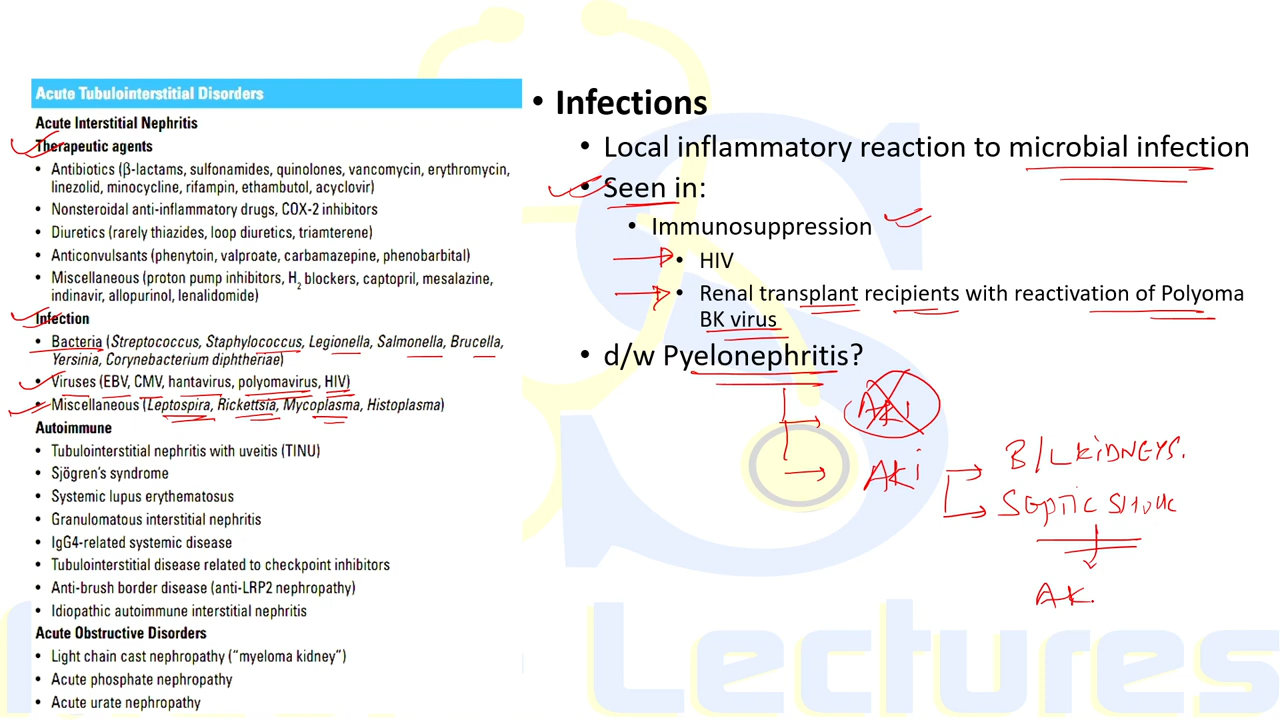 Acute Tubulointerstitial Disorders
Acute Interstitial Nephritis
Therapeutic agents
• Antibiotics (β-lactams, sulfonamides, quinolones, vancomycin, erythromycin,
linezolid, minocycline, rifampin, ethambutol, acyclovir)
• Nonsteroidal anti-inflammatory drugs, COX-2 inhibitors
• Diuretics (rarely thiazides, loop diuretics, triamterene)
• Anticonvulsants (phenytoin, valproate, carbamazepine, phenobarbital)
• Miscellaneous (proton pump inhibitors, H2 blockers, captopril, mesalazine,
indinavir, allopurinol, lenalidomide)
Infection
• Bacteria (Streptococcus, Staphylococcus, Legionella, Salmonella, Brucella,
Yersinia, Corynebacterium diphtheriae)
• Viruses (EBV, CMV, hantavirus, polyomavirus, HIV)
• Miscellaneous (Leptospira, Rickettsia, Mycoplasma, Histoplasma)
Autoimmune
• Tubulointerstitial nephritis with uveitis (TINU)
• Sjögren's syndrome
• Systemic lupus erythematosus
• Granulomatous interstitial nephritis
• IgG4-related systemic disease
• Tubulointerstitial disease related to checkpoint inhibitors
• Anti-brush border disease (anti-LRP2 nephropathy)
• Idiopathic autoimmune interstitial nephritis
Acute Obstructive Disorders
• Light chain cast nephropathy ("myeloma kidney")
• Acute phosphate nephropathy
• Acute urate nephropathy
• Infections
• Local inflammatory reaction to microbial infection
• Seen in:
• Immunosuppression
• HIV
• Renal transplant recipients with reactivation of Polyoma
BK virus
• d/w Pyelonephritis?
AKI
AKI
B/L KIDNEYS.
SEPTIC SHOCK
AK.
Lectures